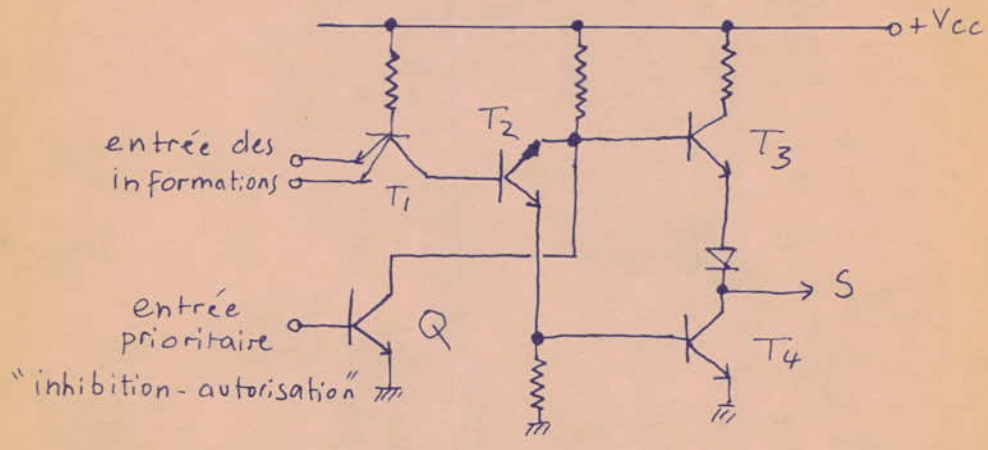 +Vcc
entrée des
informations
T1
T2
T3
entrée
prioritaire
"inhibition-autorisation"
Q
S
T4